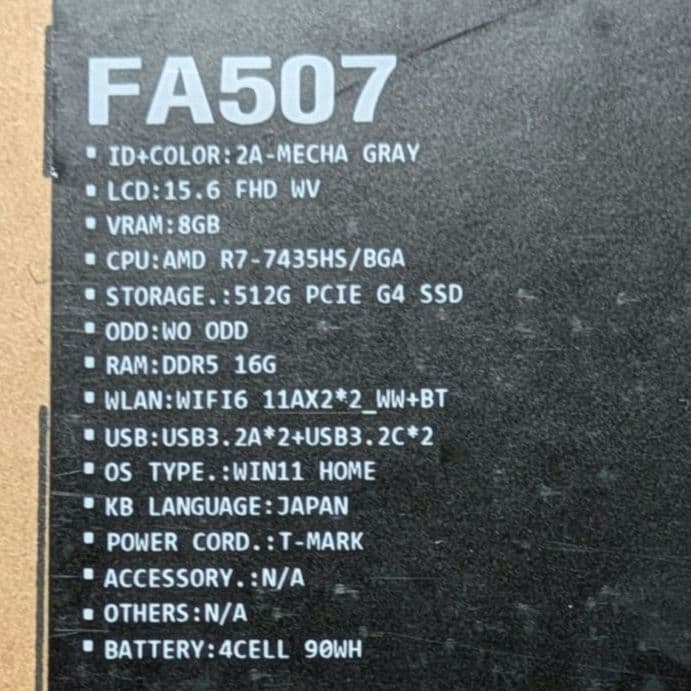 FA507
▪ ID+COLOR:2A-MECHA GRAY
▪ LCD:15.6 FHD WV
▪ VRAM:8GB
▪ CPU:AMD R7-7435HS/BGA
▪ STORAGE.:512G PCIE G4 SSD
▪ ODD:WO ODD
▪ RAM:DDR5 16G
▪ WLAN:WIFI6 11AX2*2_WW+BT
▪ USB:USB3.2A*2+USB3.2C*2
▪ OS TYPE.:WIN11 HOME
▪ KB LANGUAGE:JAPAN
▪ POWER CORD.:T-MARK
▪ ACCESSORY.:N/A
▪ OTHERS:N/A
▪ BATTERY:4CELL 90WH